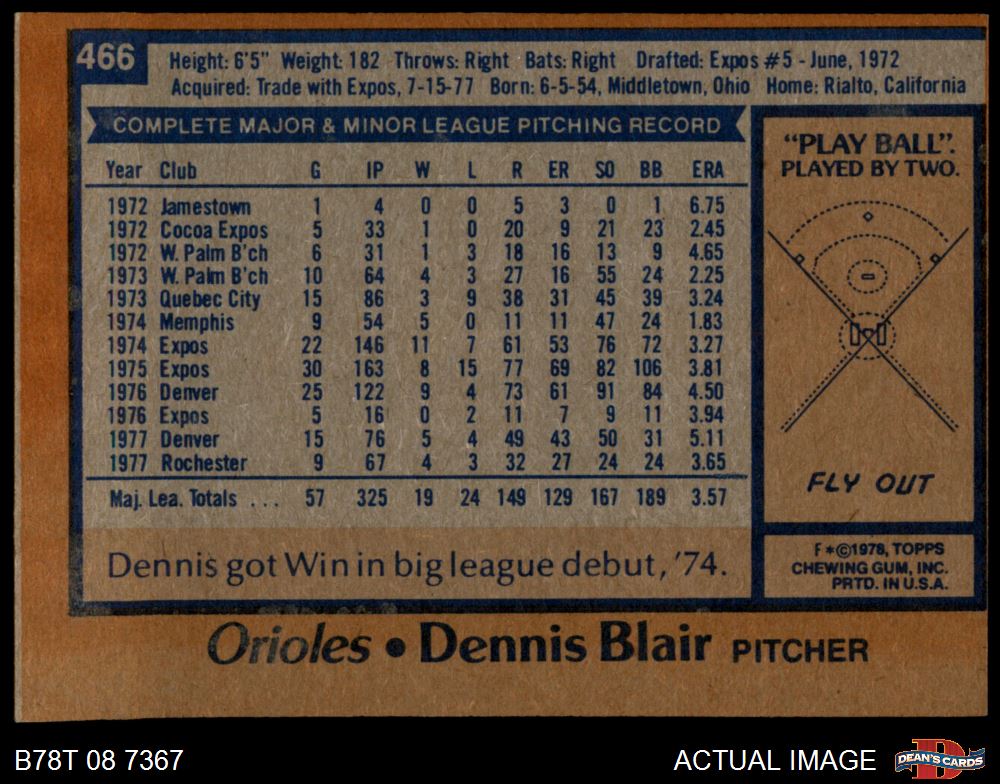 466
Height: 6'5" Weight: 182 Throws: Right Bats: Right Drafted: Expos #5 - June, 1972
Acquired: Trade with Expos, 7-15-77 Born: 6-5-54, Middletown, Ohio Home: Rialto, California
COMPLETE MAJOR & MINOR LEAGUE PITCHING RECORD
Year Club G IP W L R ER SO BB ERA
1972 Jamestown 1 4 0 0 5 3 0 1 6.75
1972 Cocoa Expos 5 33 1 0 20 9 21 23 2.45
1972 W. Palm B'ch 6 31 1 3 18 16 13 9 4.65
1973 W. Palm B'ch 10 64 4 3 27 16 55 24 2.25
1973 Quebec City 15 86 3 9 38 31 45 39 3.24
1974 Memphis 9 54 5 0 11 11 47 24 1.83
1974 Expos 22 146 11 7 61 53 76 72 3.27
1975 Expos 30 163 8 15 77 69 82 106 3.81
1976 Denver 25 122 9 4 73 61 91 84 4.50
1976 Expos 5 16 0 2 11 7 9 11 3.94
1977 Denver 15 76 5 4 49 43 50 31 5.11
1977 Rochester 9 67 4 3 32 27 24 24 3.65
Maj. Lea. Totals . . . 57 325 19 24 149 129 167 189 3.57
Dennis got Win in big league debut, '74.
"PLAY BALL".
PLAYED BY TWO.
FLY OUT
F*©1978, TOPPS
CHEWING GUM, INC.
PRTD. IN U.S.A.
Orioles • Dennis Blair PITCHER
B78T 08 7367
ACTUAL IMAGE
D
DEAN'S CARDS